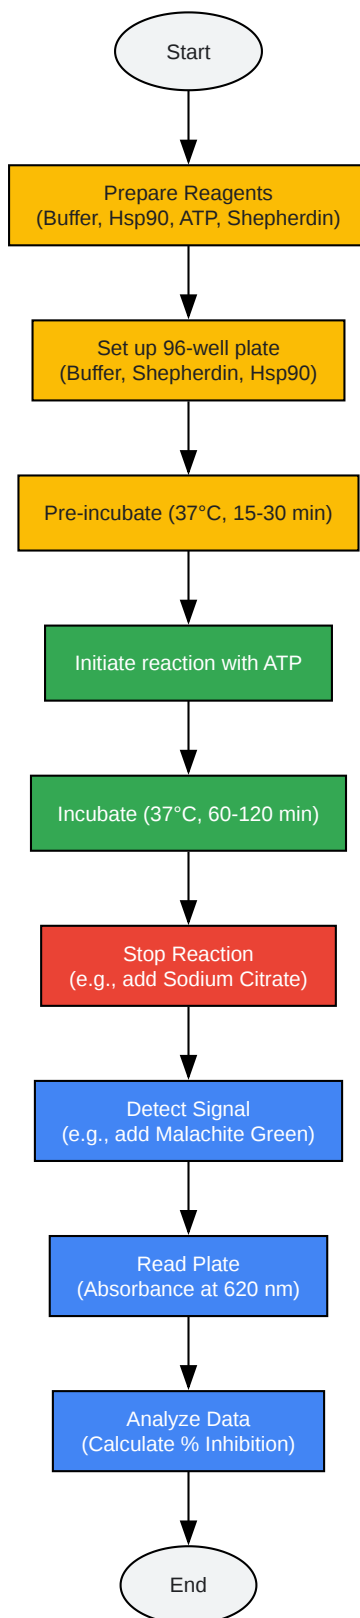 Start
Prepare Reagents
(Buffer, Hsp90, ATP, Shepherdin)
Set up 96-well plate
(Buffer, Shepherdin, Hsp90)
Pre-incubate (37°C, 15-30 min)
Initiate reaction with ATP
Incubate (37°C, 60-120 min)
Stop Reaction
(e.g., add Sodium Citrate)
Detect Signal
(e.g., add Malachite Green)
Read Plate
(Absorbance at 620 nm)
Analyze Data
(Calculate % Inhibition)
End